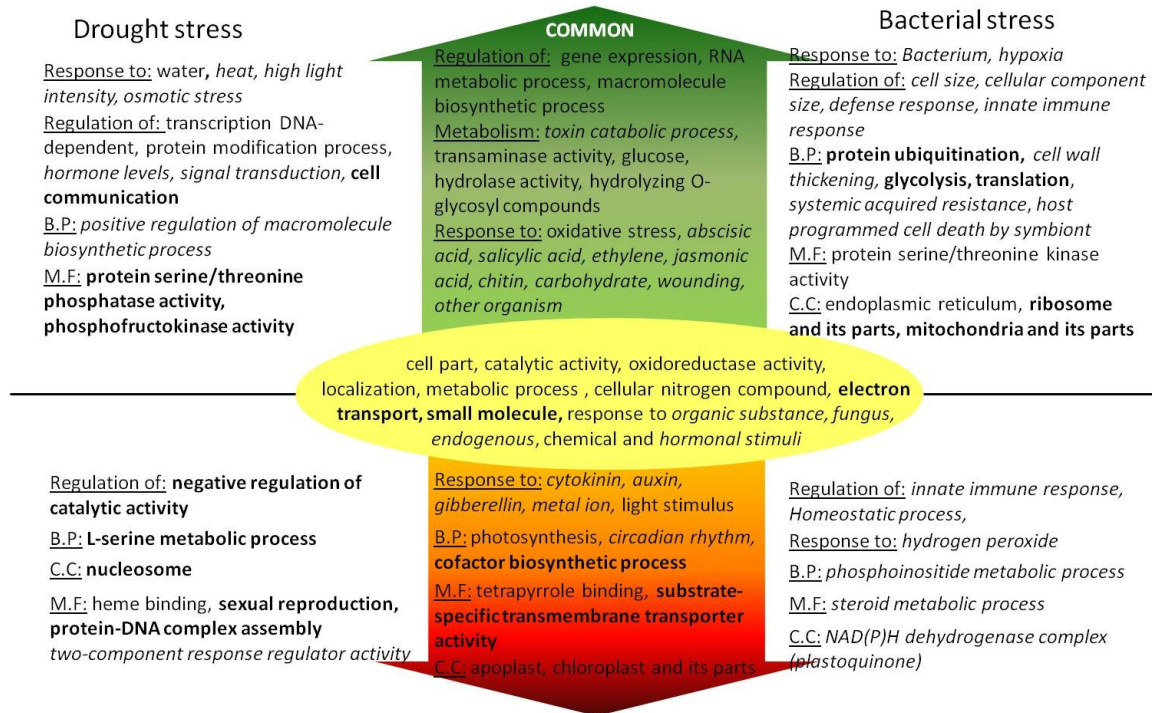 Drought stress
Response to: water, heat, high light
intensity, osmotic stress
Regulation of: transcription DNA-
dependent, protein modification process,
hormone levels, signal transduction, cell
communication
B.P: positive regulation of macromolecule
biosynthetic process
M.F: protein serine/threonine
phosphatase activity,
phosphofructokinase activity
COMMON
Regulation of: gene expression, RNA
metabolic process, macromolecule
biosynthetic process
Metabolism: toxin catabolic process,
transaminase activity, glucose,
hydrolase activity, hydrolyzing O-
glycosyl compounds
Response to: oxidative stress, abscisic
acid, salicylic acid, ethylene, jasmonic
acid, chitin, carbohydrate, wounding,
other organism
Bacterial stress
Response to: Bacterium, hypoxia
Regulation of: cell size, cellular component
size, defense response, innate immune
response
B.P: protein ubiquitination, cell wall
thickening, glycolysis, translation,
systemic acquired resistance, host
programmed cell death by symbiont
M.F: protein serine/threonine kinase
activity
C.C: endoplasmic reticulum, ribosome
and its parts, mitochondria and its parts
cell part, catalytic activity, oxidoreductase activity,
localization, metabolic process , cellular nitrogen compound, electron
transport, small molecule, response to organic substance, fungus,
endogenous, chemical and hormonal stimuli
Regulation of: negative regulation of
catalytic activity
B.P: L-serine metabolic process
C.C: nucleosome
M.F: heme binding, sexual reproduction,
protein-DNA complex assembly
two-component response regulator activity
Response to: cytokinin, auxin,
gibberellin, metal ion, light stimulus
B.P: photosynthesis, circadian rhythm,
cofactor biosynthetic process
M.F: tetrapyrrole binding, substrate-
specific transmembrane transporter
activity
C.C: apoplast, chloroplast and its parts
Regulation of: innate immune response,
Homeostatic process,
Response to: hydrogen peroxide
B.P: phosphoinositide metabolic process
M.F: steroid metabolic process
C.C: NAD(P)H dehydrogenase complex
(plastoquinone)